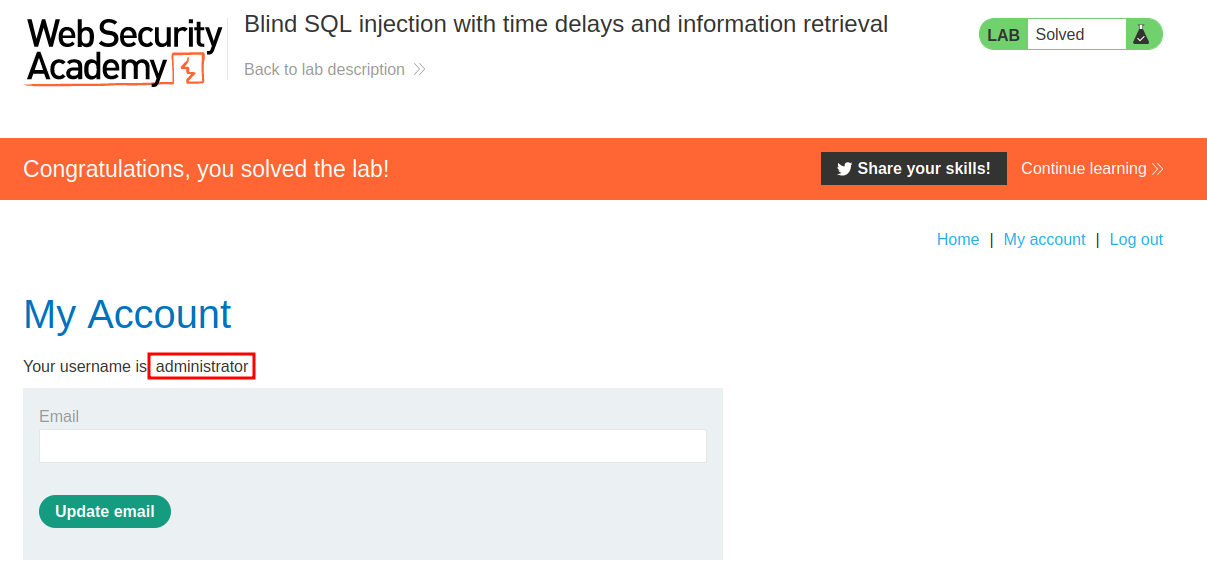 Web Security
Academy
Blind SQL injection with time delays and information retrieval
Back to lab description
LAB Solved
Congratulations, you solved the lab!
Share your skills! Continue learning
Home | My account | Log out
My Account
Your username is administrator
Email
Update email